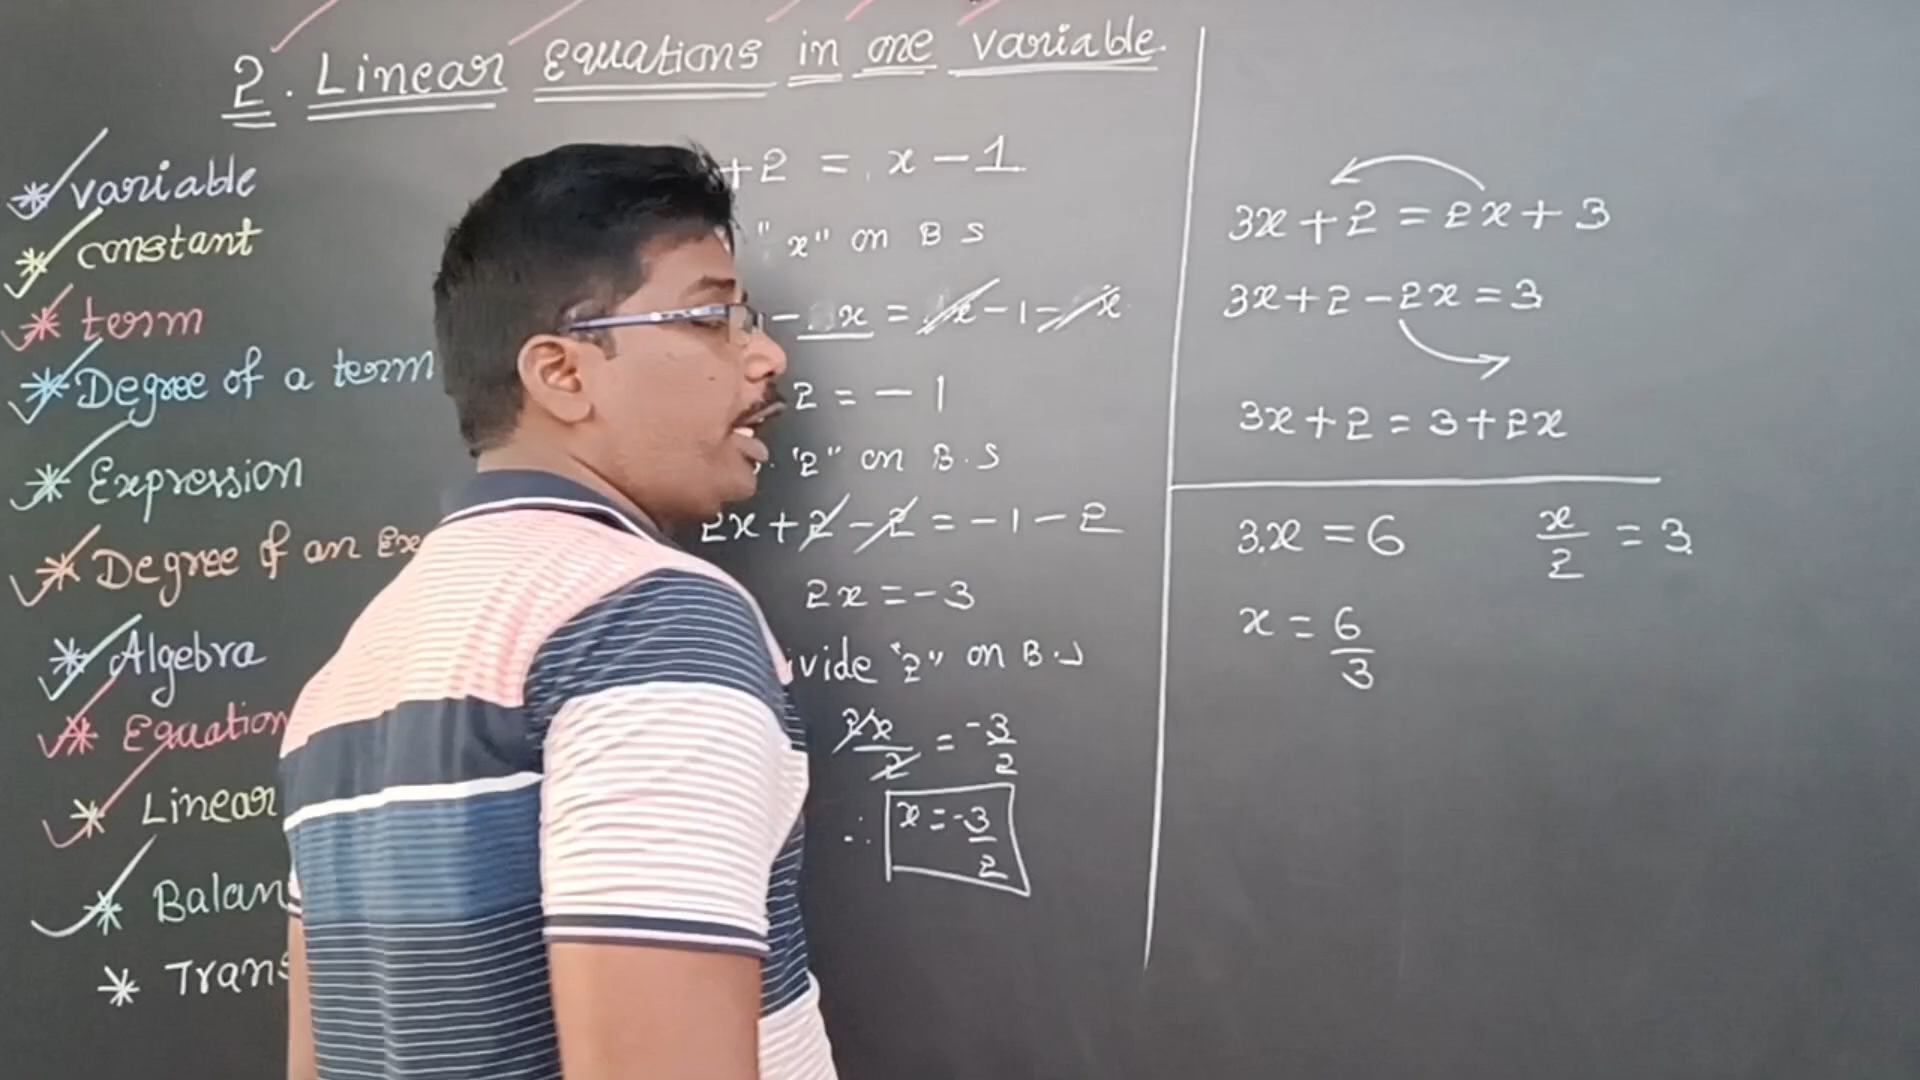 2. Linear equations in one variable.
* variable
* constant
* term
* Degree of a term
* Expression
* Degree of an Ex
* Algebra
* Equation
* Linear
* Balan
* Trans
+2 = x - 1
"x" on B S
- x = x - 1 - x
2 = - 1
"2" on B.S
2x + 2 - 2 = -1 - 2
2x = -3
ivide "2" on B.S
2x/2 = -3/2
∴ x = -3/2
3x + 2 = 2x + 3
3x + 2 - 2x = 3
3x + 2 = 3 + 2x
3x = 6
x = 6/3
x/2 = 3